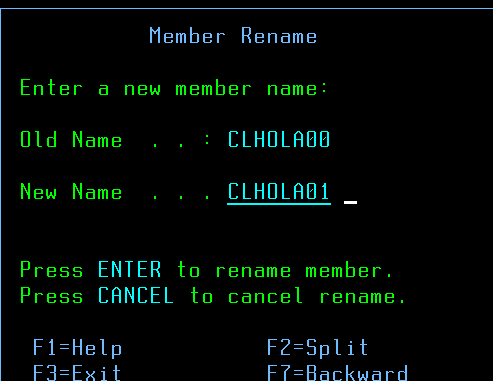 Member Rename
Enter a new member name:
Old Name . . : CLHOLA00
New Name . . . CLHOLA01
Press ENTER to rename member.
Press CANCEL to cancel rename.
F1=Help F2=Split
F3=Exit F7=Backward